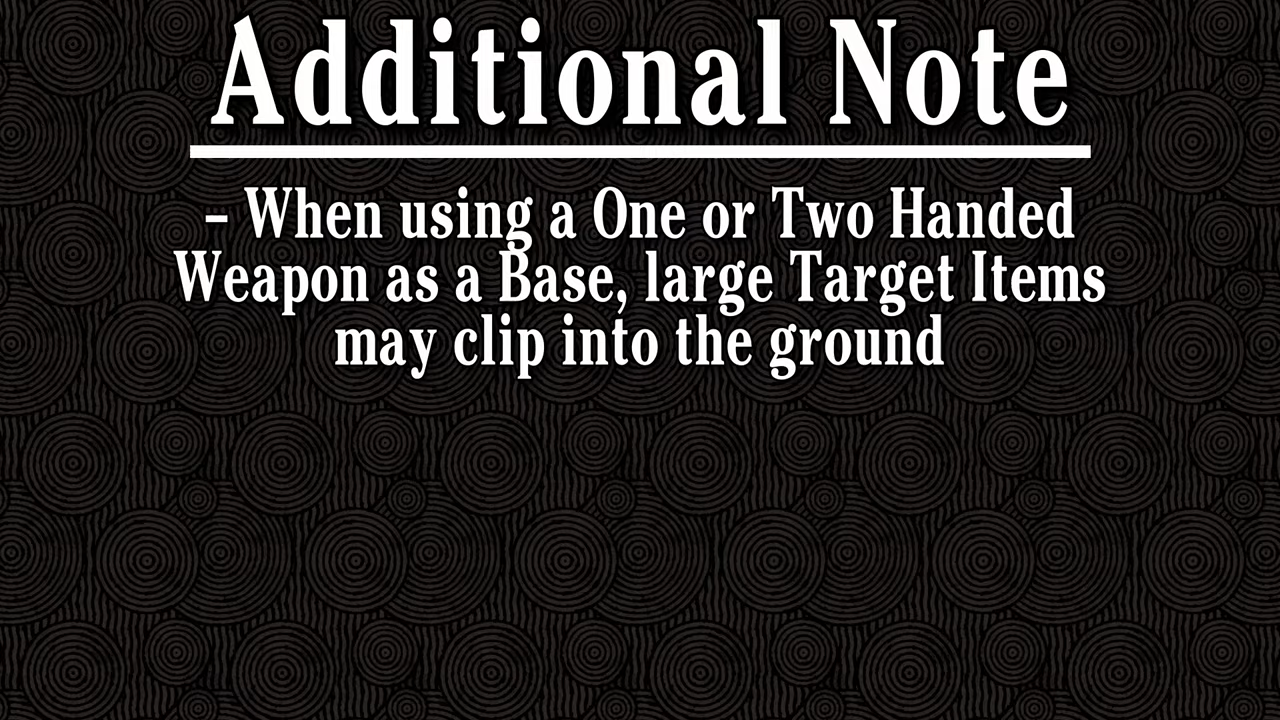 Additional Note
– When using a One or Two Handed
Weapon as a Base, large Target Items
may clip into the ground